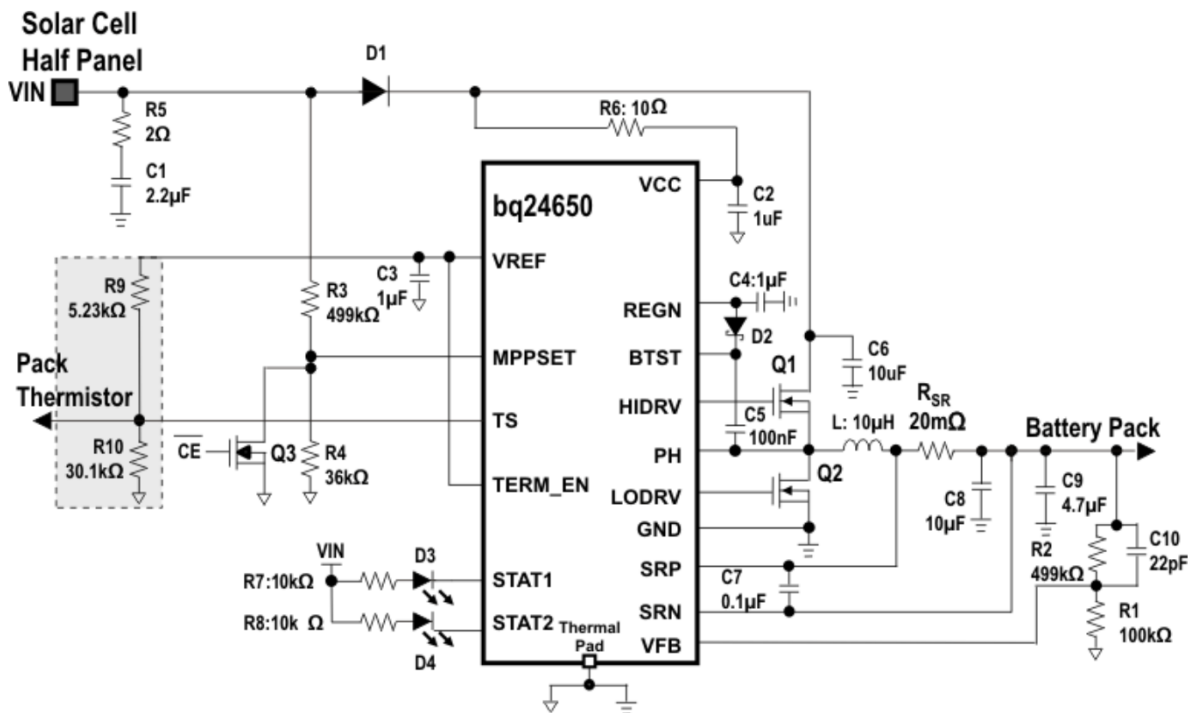 Solar Cell
Half Panel
VIN
D1
R5
2Ω
R6: 10Ω
C1
2.2µF
VCC
C2
1uF
bq24650
VREF
C3
1µF
R9
5.23kΩ
R3
499kΩ
C4:1µF
REGN
D2
MPPSET
BTST
Q1
C6
10uF
Pack
Thermistor
HIDRV
RSR
20mΩ
TS
C5
100nF
L: 10µH
Battery Pack
R10
30.1kΩ
CE
Q3
R4
36kΩ
PH
Q2
TERM_EN
LODRV
C8
10µF
C9
4.7µF
GND
R2
499kΩ
C10
22pF
VIN
D3
R7:10kΩ
STAT1
SRP
C7
0.1µF
R8:10k Ω
STAT2
SRN
R1
100kΩ
D4
Thermal
Pad
VFB